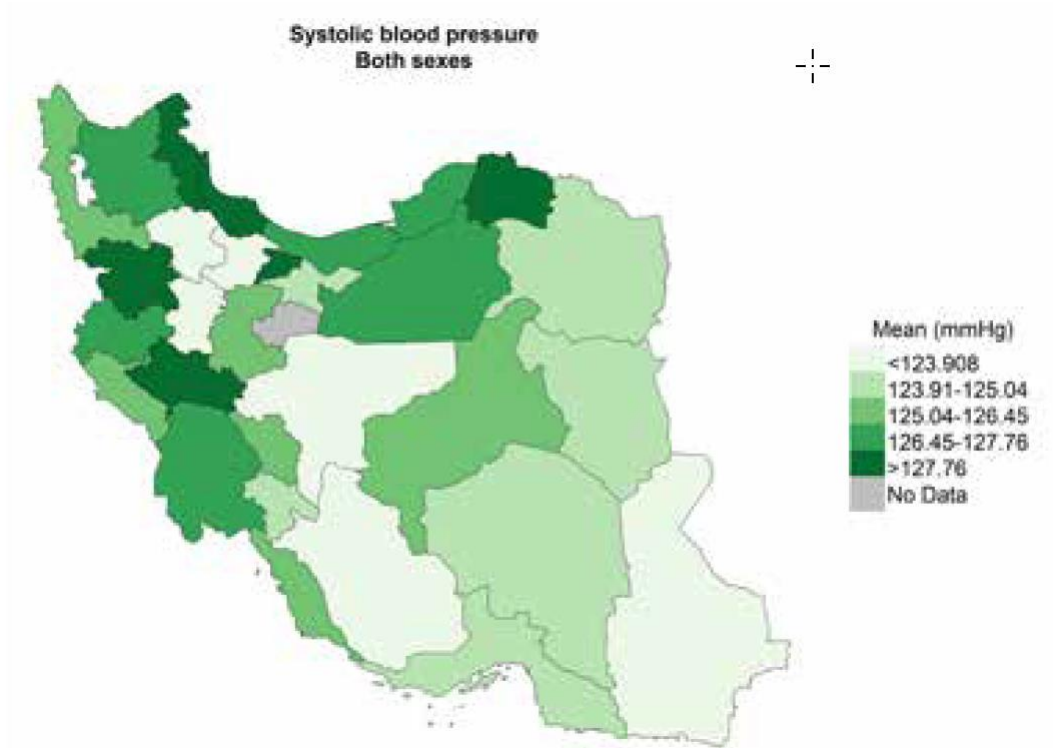 Systolic blood pressure
Both sexes
Mean (mmHg)
<123.908
123.91-125.04
125.04-126.45
126.45-127.76
>127.76
No Data